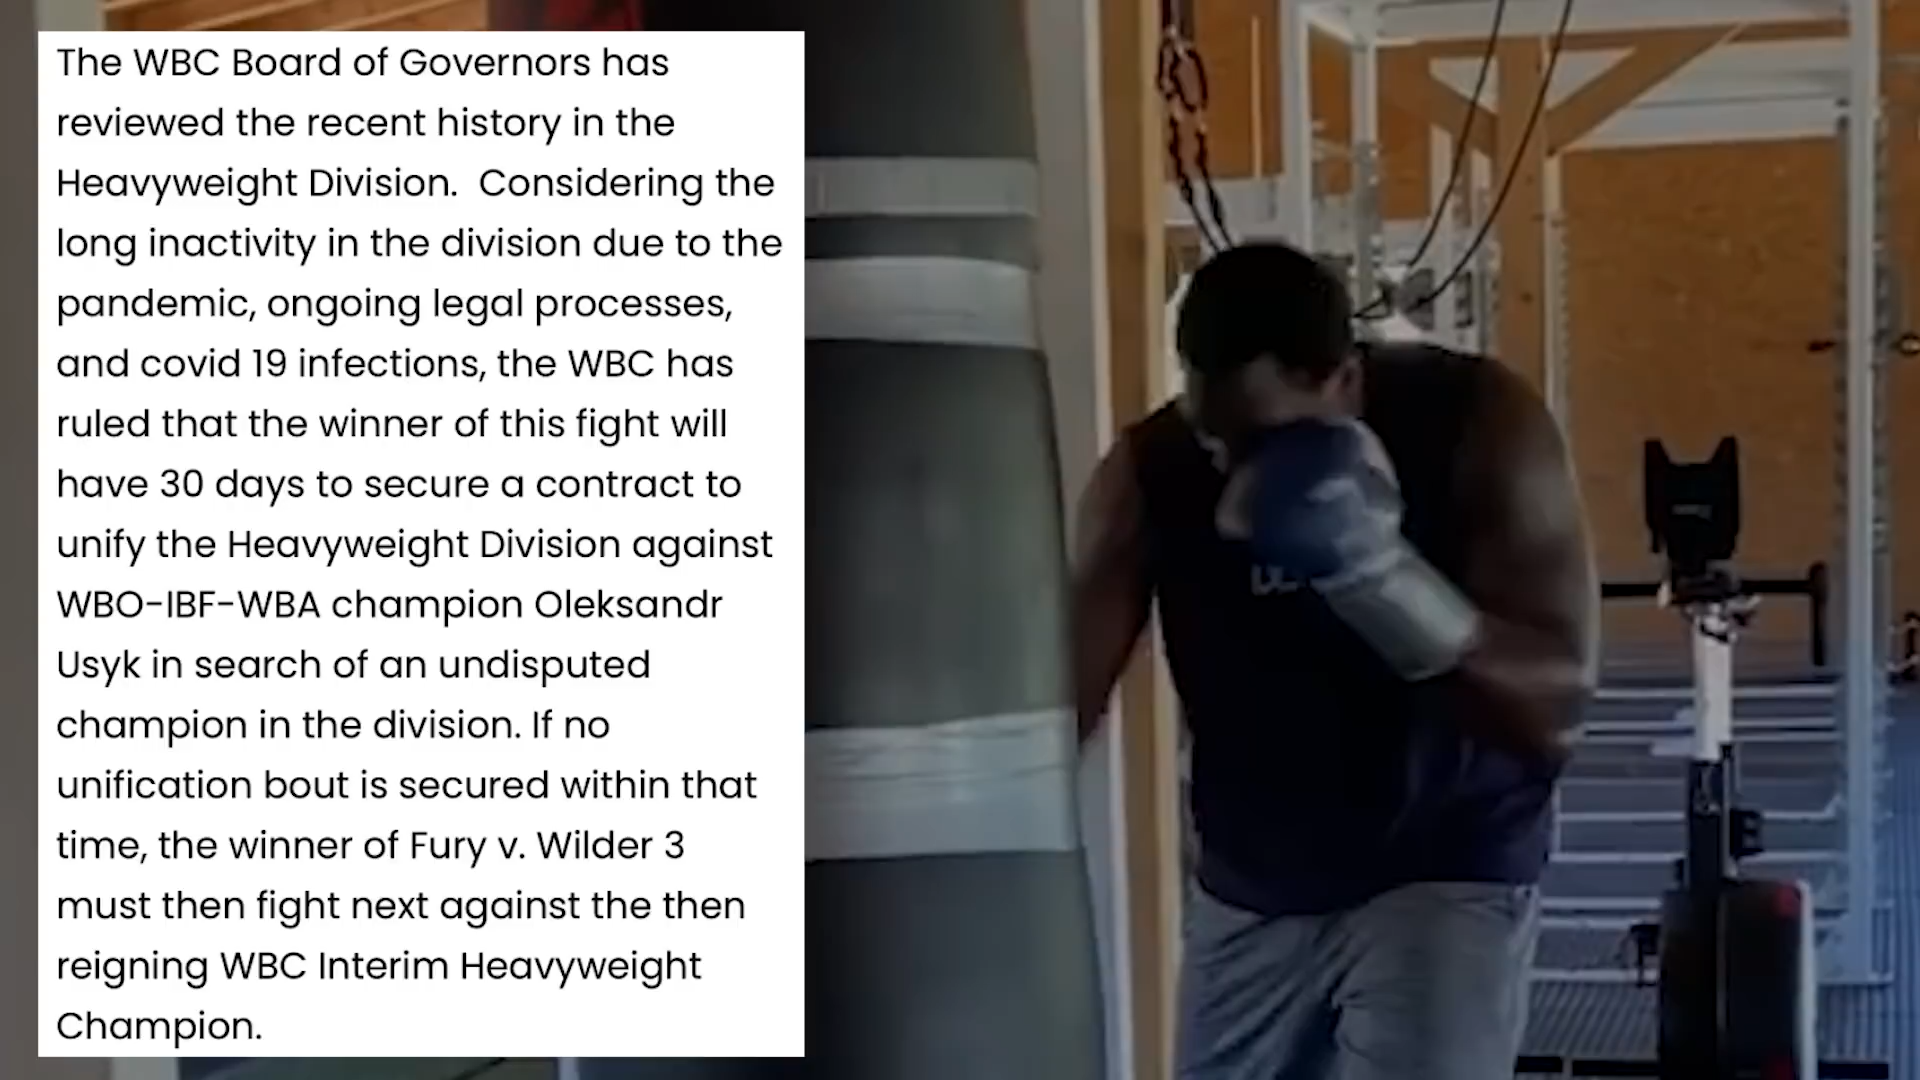 The WBC Board of Governors has
reviewed the recent history in the
Heavyweight Division.  Considering the
long inactivity in the division due to the
pandemic, ongoing legal processes,
and covid 19 infections, the WBC has
ruled that the winner of this fight will
have 30 days to secure a contract to
unify the Heavyweight Division against
WBO-IBF-WBA champion Oleksandr
Usyk in search of an undisputed
champion in the division. If no
unification bout is secured within that
time, the winner of Fury v. Wilder 3
must then fight next against the then
reigning WBC Interim Heavyweight
Champion.